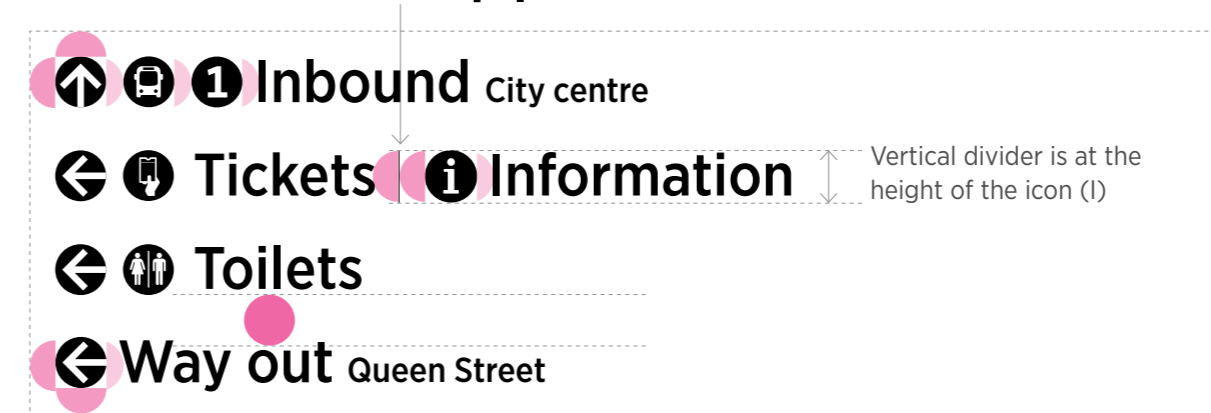 1 Inbound City centre
Tickets i Information
Vertical divider is at the
height of the icon (I)
Toilets
Way out Queen Street